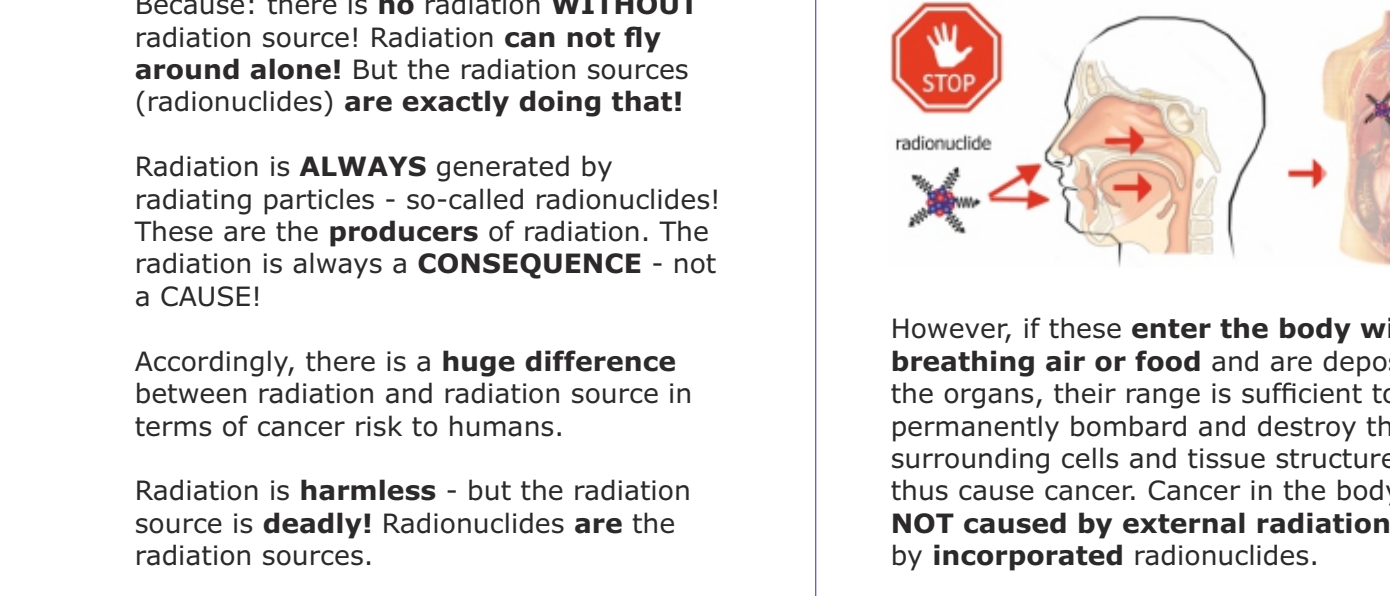 Because: there is no radiation WITHOUT
radiation source! Radiation can not fly
around alone! But the radiation sources
(radionuclides) are exactly doing that!
Radiation is ALWAYS generated by
radiating particles - so-called radionuclides!
These are the producers of radiation. The
radiation is always a CONSEQUENCE - not
a CAUSE!
Accordingly, there is a huge difference
between radiation and radiation source in
terms of cancer risk to humans.
Radiation is harmless - but the radiation
source is deadly! Radionuclides are the
radiation sources.
STOP
radionuclide
However, if these enter the body wi
breathing air or food and are depos
the organs, their range is sufficient to
permanently bombard and destroy th
surrounding cells and tissue structure
thus cause cancer. Cancer in the body
NOT caused by external radiation
by incorporated radionuclides.